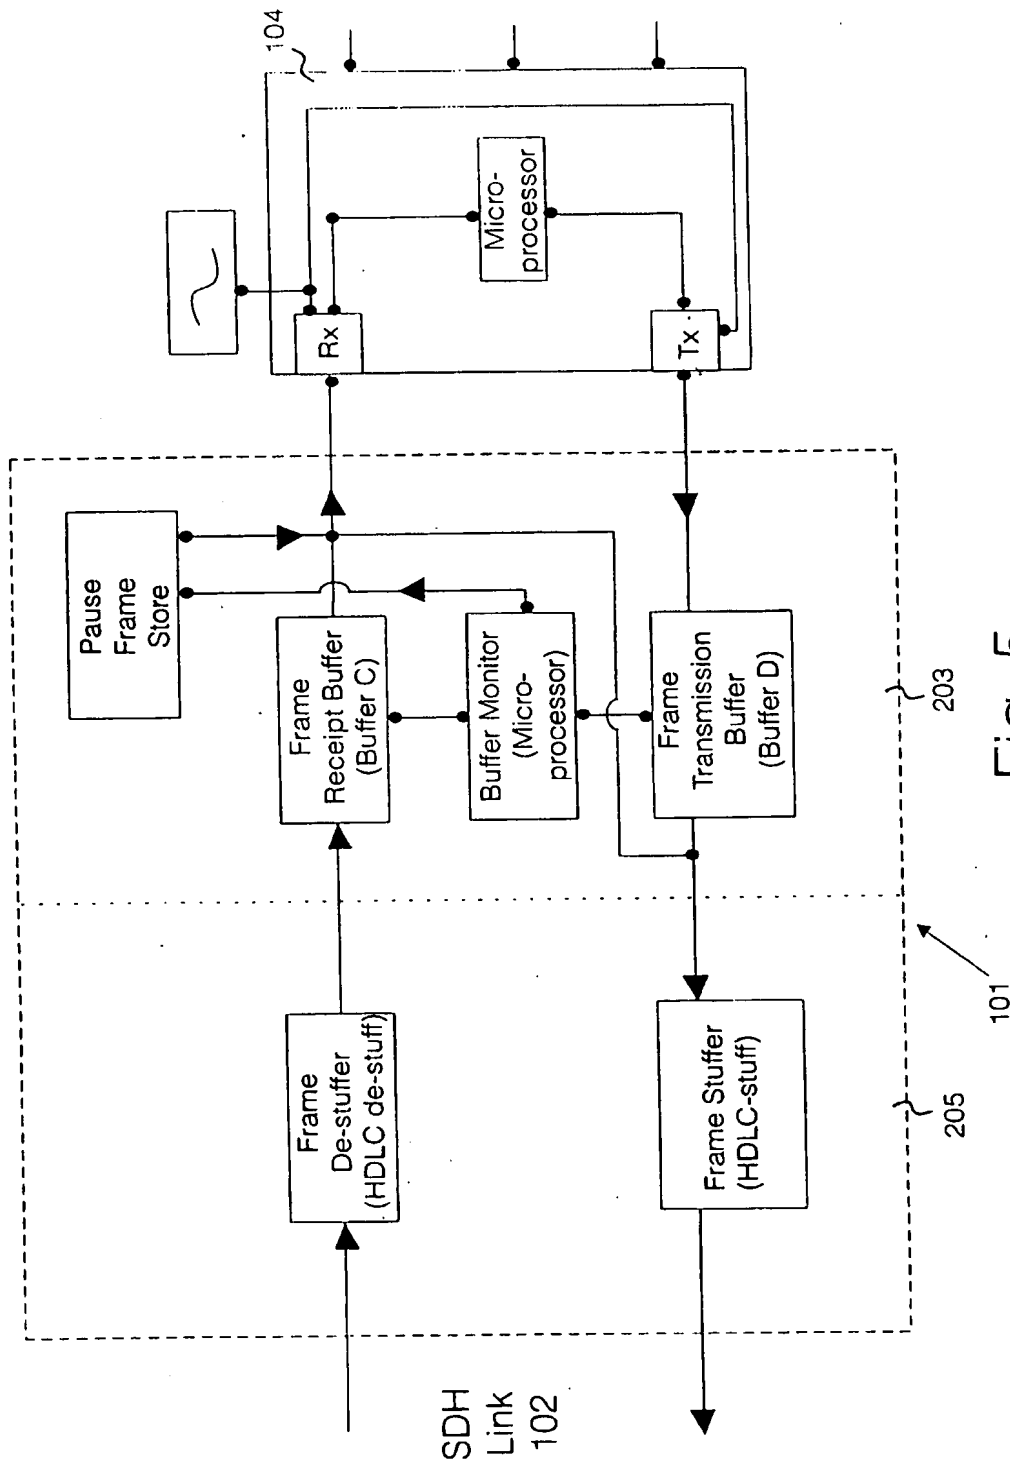 104
Rx
Micro-
processor
Tx
Pause
Frame
Store
Frame
Receipt Buffer
(Buffer C)
Buffer Monitor
(Micro-
processor)
Frame
Transmission
Buffer
(Buffer D)
203
Frame
De-stuffer
(HDLC de-stuff)
Frame Stuffer
(HDLC-stuff)
205
101
SDH
Link
102